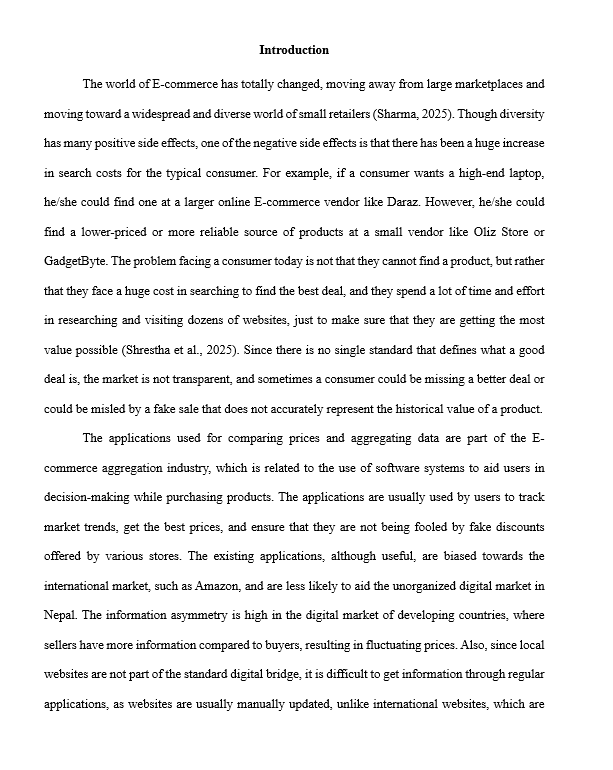 Introduction
The world of E-commerce has totally changed, moving away from large marketplaces and
moving toward a widespread and diverse world of small retailers (Sharma, 2025). Though diversity
has many positive side effects, one of the negative side effects is that there has been a huge increase
in search costs for the typical consumer. For example, if a consumer wants a high-end laptop,
he/she could find one at a larger online E-commerce vendor like Daraz. However, he/she could
find a lower-priced or more reliable source of products at a small vendor like Oliz Store or
GadgetByte. The problem facing a consumer today is not that they cannot find a product, but rather
that they face a huge cost in searching to find the best deal, and they spend a lot of time and effort
in researching and visiting dozens of websites, just to make sure that they are getting the most
value possible (Shrestha et al., 2025). Since there is no single standard that defines what a good
deal is, the market is not transparent, and sometimes a consumer could be missing a better deal or
could be misled by a fake sale that does not accurately represent the historical value of a product.
The applications used for comparing prices and aggregating data are part of the E-
commerce aggregation industry, which is related to the use of software systems to aid users in
decision-making while purchasing products. The applications are usually used by users to track
market trends, get the best prices, and ensure that they are not being fooled by fake discounts
offered by various stores. The existing applications, although useful, are biased towards the
international market, such as Amazon, and are less likely to aid the unorganized digital market in
Nepal. The information asymmetry is high in the digital market of developing countries, where
sellers have more information compared to buyers, resulting in fluctuating prices. Also, since local
websites are not part of the standard digital bridge, it is difficult to get information through regular
applications, as websites are usually manually updated, unlike international websites, which are